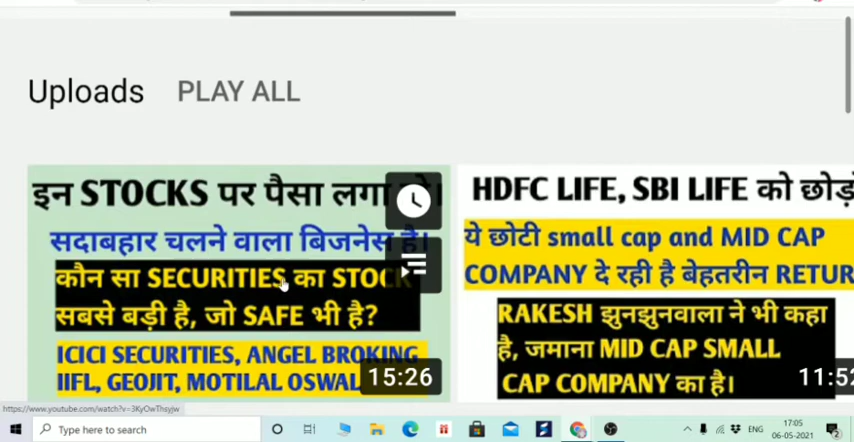 Uploads PLAY ALL
इन STOCKS पर पैसा लगा
सदाबहार चलने वाला बिजनेस है।
कौन सा SECURITIES का STOCK
सबसे बड़ी है, जो SAFE भी है?
ICICI SECURITIES, ANGEL BROKING
IIFL, GEOJIT, MOTILAL OSWAL
15:26
HDFC LIFE, SBI LIFE को छोड़
ये छोटी small cap and MID CAP
COMPANY दे रही है बेहतरीन RETUR
RAKESH झुनझुनवाला ने भी कहा
है, जमाना MID CAP SMALL
CAP COMPANY का है।
11:52
https://www.youtube.com/watch?v=3KyOwThsyjw
Type here to search
ENG
17:05
06-05-2021
2